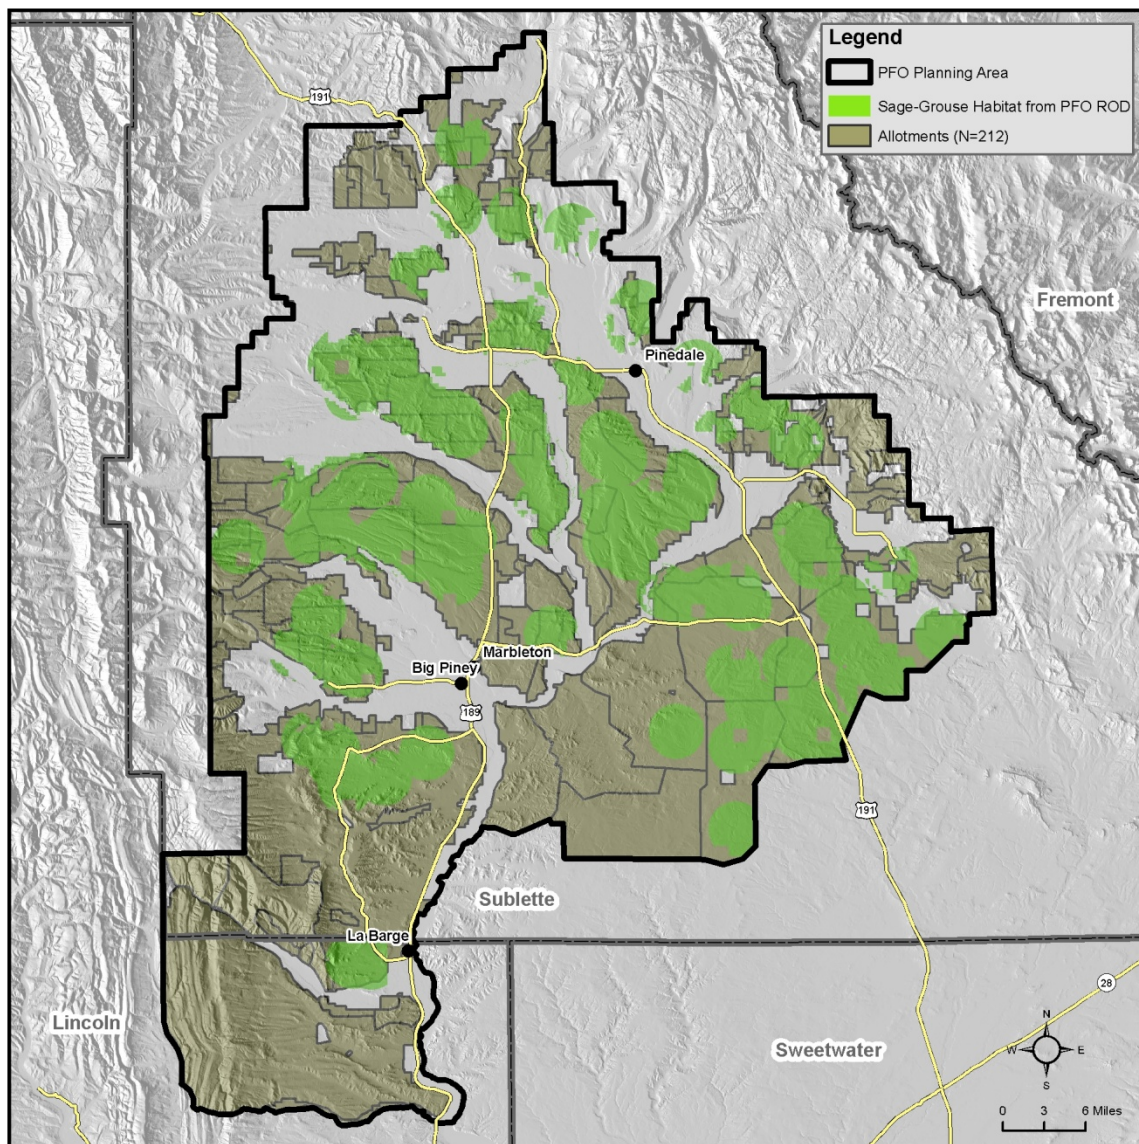 Legend
PFO Planning Area
Sage-Grouse Habitat from PFO ROD
Allotments (N=212)
191
Fremont
Pinedale
Marbleton
Big Piney
189
191
Sublette
La Barge
28
Lincoln
Sweetwater
N
W E
S
0 3 6 Miles